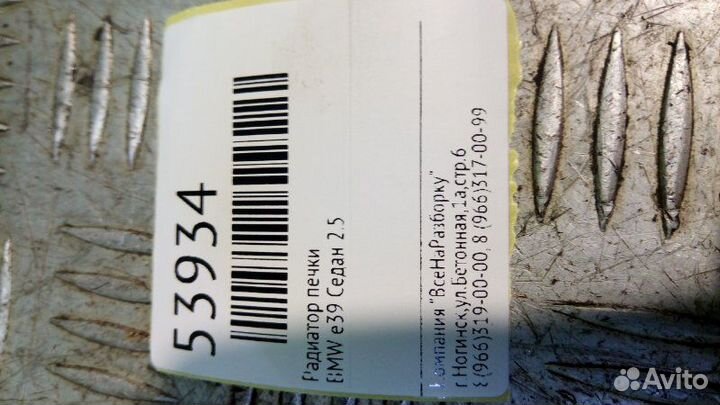 53934
Радиатор печки
BMW e39 Седан 2.5
Компания "ВсеНаРазборку"
г.Ногинск,ул.Бетонная,1а,стр.6
8 (966)319-00-00, 8 (966)317-00-99
Avito